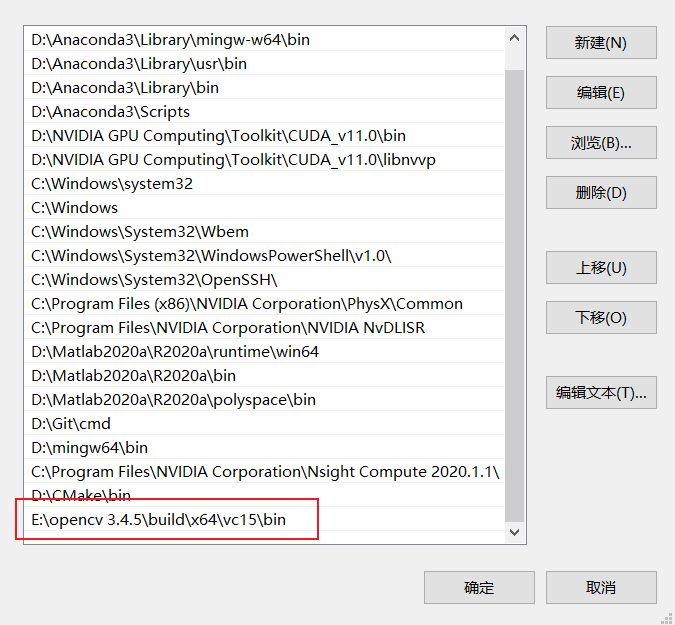 D:\Anaconda3\Library\mingw-w64\bin
D:\Anaconda3\Library\usr\bin
D:\Anaconda3\Library\bin
D:\Anaconda3\Scripts
D:\NVIDIA GPU Computing\Toolkit\CUDA_v11.0\bin
D:\NVIDIA GPU Computing\Toolkit\CUDA_v11.0\libnvvp
C:\Windows\system32
C:\Windows
C:\Windows\System32\Wbem
C:\Windows\System32\WindowsPowerShell\v1.0\
C:\Windows\System32\OpenSSH\
C:\Program Files (x86)\NVIDIA Corporation\PhysX\Common
C:\Program Files\NVIDIA Corporation\NVIDIA NvDLISR
D:\Matlab2020a\R2020a\runtime\win64
D:\Matlab2020a\R2020a\bin
D:\Matlab2020a\R2020a\polyspace\bin
D:\Git\cmd
D:\mingw64\bin
C:\Program Files\NVIDIA Corporation\Nsight Compute 2020.1.1\
D:\CMake\bin
E:\opencv 3.4.5\build\x64\vc15\bin
新建(N)
编辑(E)
浏览(B)...
删除(D)
上移(U)
下移(O)
编辑文本(T)...
确定
取消